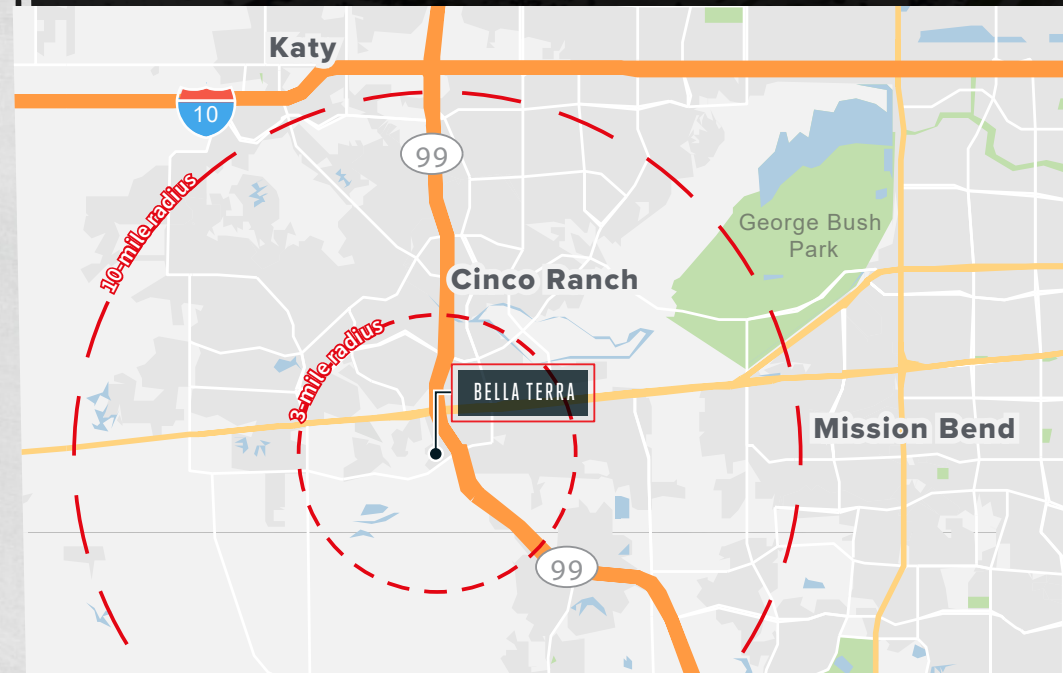 Katy
10
99
10-mile radius
George Bush
Park
Cinco Ranch
3-mile radius
BELLA TERRA
Mission Bend
99